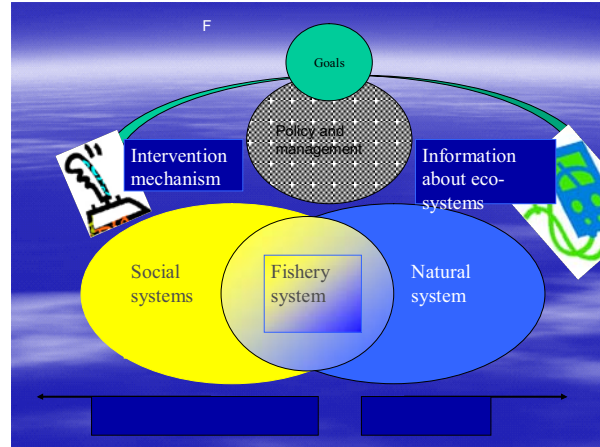 F
Goals
Policy and
management
Intervention
mechanism
Information
about eco-
systems
Social
systems
Fishery
system
Natural
system